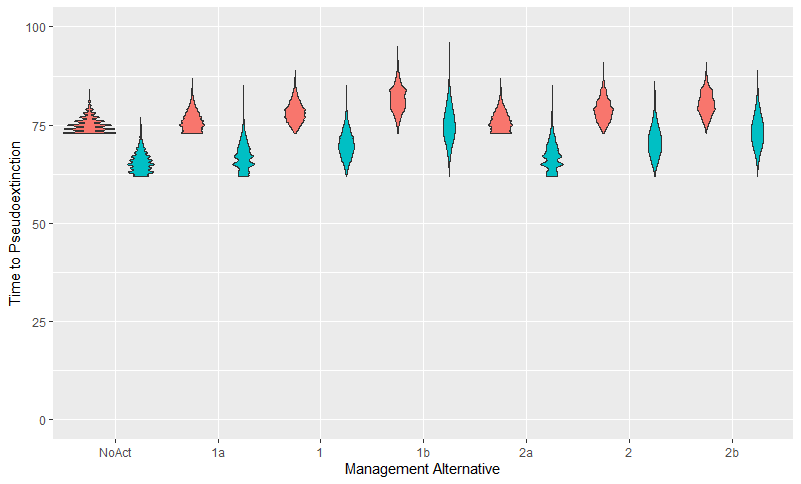 Time to Pseudoextinction
100
75
50
25
0
NoAct 1a 1 1b 2a 2 2b
Management Alternative